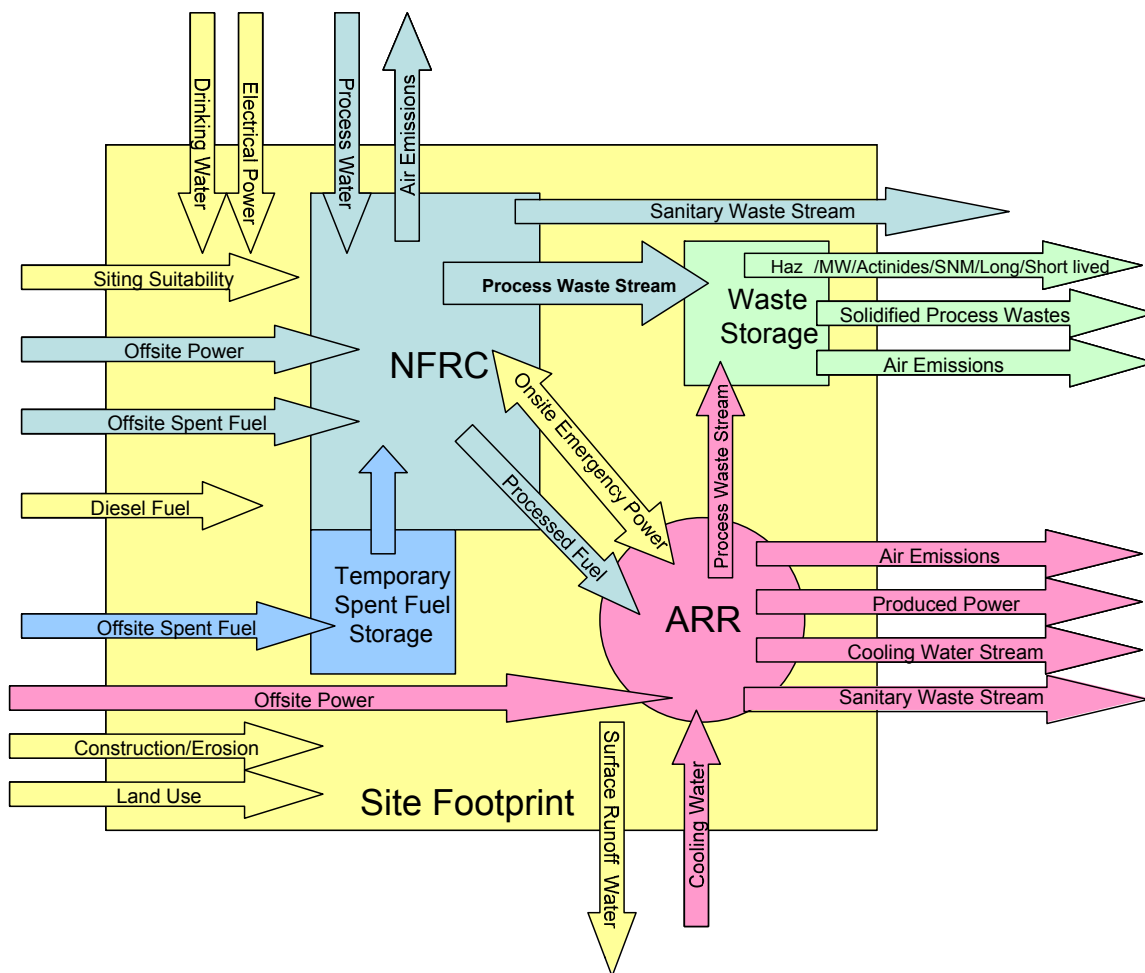 Drinking Water
Electrical Power
Process Water
Air Emissions
Sanitary Waste Stream
Siting Suitability
Process Waste Stream
Haz /MW/Actinides/SNM/Long/Short lived
Waste
Storage
Solidified Process Wastes
Offsite Power
NFRC
Air Emissions
Onsite Emergency Power
Offsite Spent Fuel
Process Waste Stream
Processed Fuel
Diesel Fuel
Air Emissions
Temporary
Spent Fuel
Storage
Produced Power
ARR
Offsite Spent Fuel
Cooling Water Stream
Offsite Power
Sanitary Waste Stream
Construction/Erosion
Land Use
Site Footprint
Surface Runoff Water
Cooling Water